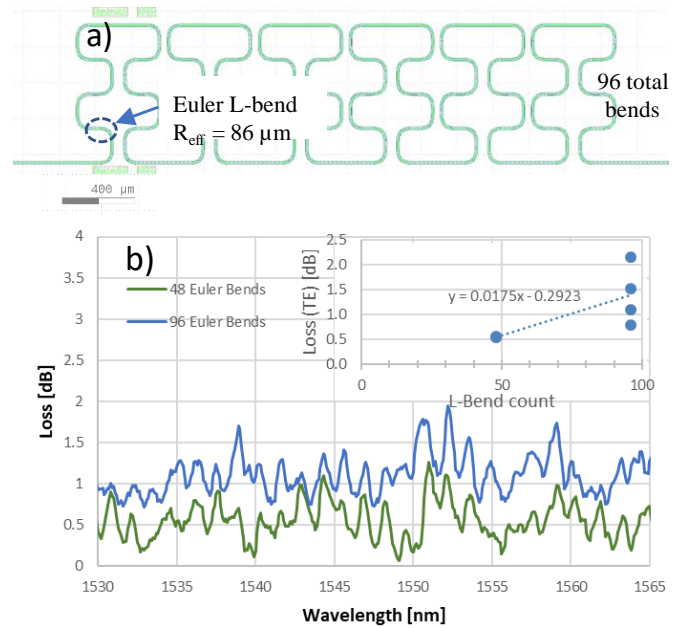 a)
Euler L-bend
R_eff = 86 µm
96 total
bends
400 µm
b)
4
3.5
3
2.5
2
1.5
1
0.5
0
Loss [dB]
48 Euler Bends
96 Euler Bends
2.5
2.0
1.5
1.0
0.5
0.0
Loss (TE) [dB]
y = 0.0175x - 0.2923
0 50 100
L-Bend count
1530 1535 1540 1545 1550 1555 1560 1565
Wavelength [nm]